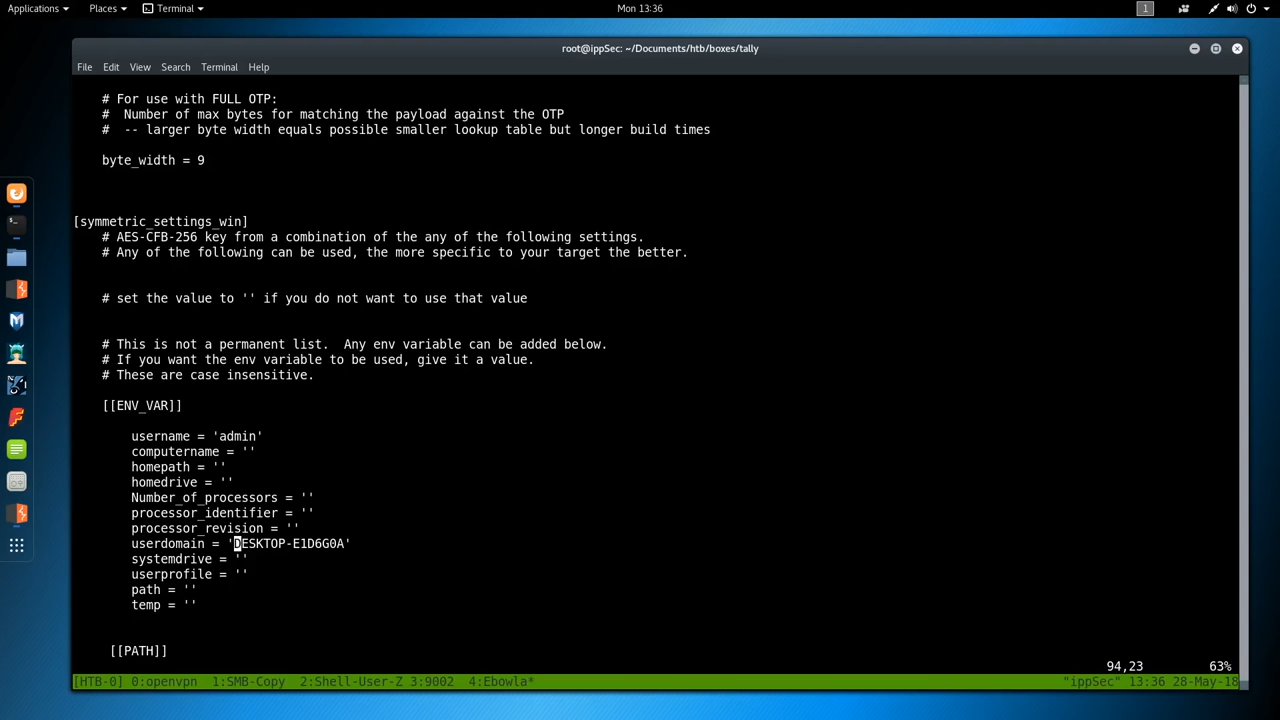 Applications Places Terminal Mon 13:36 1
root@ippSec: ~/Documents/htb/boxes/tally
File Edit View Search Terminal Help
# For use with FULL OTP:
#  Number of max bytes for matching the payload against the OTP
#  -- larger byte width equals possible smaller lookup table but longer build times
byte_width = 9
[symmetric_settings_win]
# AES-CFB-256 key from a combination of the any of the following settings.
# Any of the following can be used, the more specific to your target the better.
# set the value to '' if you do not want to use that value
# This is not a permanent list.  Any env variable can be added below.
# If you want the env variable to be used, give it a value.
# These are case insensitive.
[[ENV_VAR]]
username = 'admin'
computername = ''
homepath = ''
homedrive = ''
Number_of_processors = ''
processor_identifier = ''
processor_revision = ''
userdomain = 'DESKTOP-E1D6G0A'
systemdrive = ''
userprofile = ''
path = ''
temp = ''
[[PATH]]
94,23 63%
[HTB-0] 0:openvpn  1:SMB-Copy  2:Shell-User-Z 3:9002  4:Ebowla* "ippSec" 13:36 28-May-18